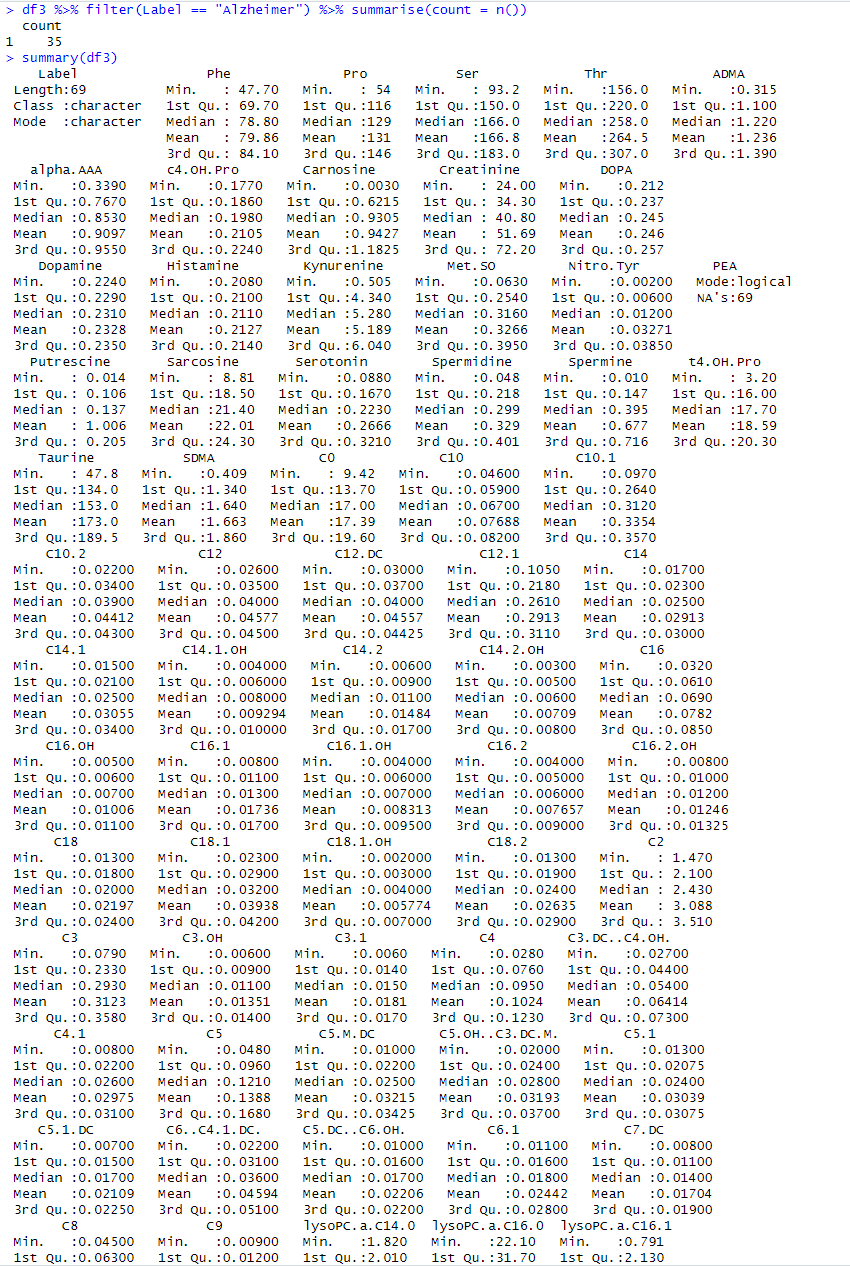 > df3 %>% filter(Label == "Alzheimer") %>% summarise(count = n())
  count
1    35
> summary(df3)
    Label                Phe              Pro           Ser             Thr             ADMA
 Length:69          Min.   : 47.70   Min.   : 54   Min.   : 93.2   Min.   :156.0   Min.   :0.315
 Class :character   1st Qu.: 69.70   1st Qu.:116   1st Qu.:150.0   1st Qu.:220.0   1st Qu.:1.100
 Mode  :character   Median : 78.80   Median :129   Median :166.0   Median :258.0   Median :1.220
                    Mean   : 79.86   Mean   :131   Mean   :166.8   Mean   :264.5   Mean   :1.236
                    3rd Qu.: 84.10   3rd Qu.:146   3rd Qu.:183.0   3rd Qu.:307.0   3rd Qu.:1.390
   alpha.AAA        c4.OH.Pro        Carnosine        Creatinine         DOPA
 Min.   :0.3390   Min.   :0.1770   Min.   :0.0030   Min.   : 24.00   Min.   :0.212
 1st Qu.:0.7670   1st Qu.:0.1860   1st Qu.:0.6215   1st Qu.: 34.30   1st Qu.:0.237
 Median :0.8530   Median :0.1980   Median :0.9305   Median : 40.80   Median :0.245
 Mean   :0.9097   Mean   :0.2105   Mean   :0.9427   Mean   : 51.69   Mean   :0.246
 3rd Qu.:0.9550   3rd Qu.:0.2240   3rd Qu.:1.1825   3rd Qu.: 72.20   3rd Qu.:0.257
    Dopamine        Histamine        Kynurenine        Met.SO         Nitro.Tyr         PEA
 Min.   :0.2240   Min.   :0.2080   Min.   :0.505   Min.   :0.0630   Min.   :0.00200   Mode:logical
 1st Qu.:0.2290   1st Qu.:0.2100   1st Qu.:4.340   1st Qu.:0.2540   1st Qu.:0.00600   NA's:69
 Median :0.2310   Median :0.2110   Median :5.280   Median :0.3160   Median :0.01200
 Mean   :0.2328   Mean   :0.2127   Mean   :5.189   Mean   :0.3266   Mean   :0.03271
 3rd Qu.:0.2350   3rd Qu.:0.2140   3rd Qu.:6.040   3rd Qu.:0.3950   3rd Qu.:0.03850
   Putrescine       Sarcosine       Serotonin        Spermidine       Spermine        t4.OH.Pro
 Min.   : 0.014   Min.   : 8.81   Min.   :0.0880   Min.   :0.048   Min.   :0.010   Min.   : 3.20
 1st Qu.: 0.106   1st Qu.:18.50   1st Qu.:0.1670   1st Qu.:0.218   1st Qu.:0.147   1st Qu.:16.00
 Median : 0.137   Median :21.40   Median :0.2230   Median :0.299   Median :0.395   Median :17.70
 Mean   : 1.006   Mean   :22.01   Mean   :0.2666   Mean   :0.329   Mean   :0.677   Mean   :18.59
 3rd Qu.: 0.205   3rd Qu.:24.30   3rd Qu.:0.3210   3rd Qu.:0.401   3rd Qu.:0.716   3rd Qu.:20.30
    Taurine           SDMA             C0             C10              C10.1
 Min.   : 47.8   Min.   :0.409   Min.   : 9.42   Min.   :0.04600   Min.   :0.0970
 1st Qu.:134.0   1st Qu.:1.340   1st Qu.:13.70   1st Qu.:0.05900   1st Qu.:0.2640
 Median :153.0   Median :1.640   Median :17.00   Median :0.06700   Median :0.3120
 Mean   :173.0   Mean   :1.663   Mean   :17.39   Mean   :0.07688   Mean   :0.3354
 3rd Qu.:189.5   3rd Qu.:1.860   3rd Qu.:19.60   3rd Qu.:0.08200   3rd Qu.:0.3570
     C10.2              C12              C12.DC            C12.1             C14
 Min.   :0.02200   Min.   :0.02600   Min.   :0.03000   Min.   :0.1050   Min.   :0.01700
 1st Qu.:0.03400   1st Qu.:0.03500   1st Qu.:0.03700   1st Qu.:0.2180   1st Qu.:0.02300
 Median :0.03900   Median :0.04000   Median :0.04000   Median :0.2610   Median :0.02500
 Mean   :0.04412   Mean   :0.04577   Mean   :0.04557   Mean   :0.2913   Mean   :0.02913
 3rd Qu.:0.04300   3rd Qu.:0.04500   3rd Qu.:0.04425   3rd Qu.:0.3110   3rd Qu.:0.03000
     C14.1            C14.1.OH            C14.2            C14.2.OH            C16
 Min.   :0.01500   Min.   :0.004000   Min.   :0.00600   Min.   :0.00300   Min.   :0.0320
 1st Qu.:0.02100   1st Qu.:0.006000   1st Qu.:0.00900   1st Qu.:0.00500   1st Qu.:0.0610
 Median :0.02500   Median :0.008000   Median :0.01100   Median :0.00600   Median :0.0690
 Mean   :0.03055   Mean   :0.009294   Mean   :0.01484   Mean   :0.00709   Mean   :0.0782
 3rd Qu.:0.03400   3rd Qu.:0.010000   3rd Qu.:0.01700   3rd Qu.:0.00800   3rd Qu.:0.0850
     C16.OH            C16.1            C16.1.OH            C16.2             C16.2.OH
 Min.   :0.00500   Min.   :0.00800   Min.   :0.004000   Min.   :0.004000   Min.   :0.00800
 1st Qu.:0.00600   1st Qu.:0.01100   1st Qu.:0.006000   1st Qu.:0.005000   1st Qu.:0.01000
 Median :0.00700   Median :0.01300   Median :0.007000   Median :0.006000   Median :0.01200
 Mean   :0.01006   Mean   :0.01736   Mean   :0.008313   Mean   :0.007657   Mean   :0.01246
 3rd Qu.:0.01100   3rd Qu.:0.01700   3rd Qu.:0.009500   3rd Qu.:0.009000   3rd Qu.:0.01325
      C18              C18.1            C18.1.OH            C18.2               C2
 Min.   :0.01300   Min.   :0.02300   Min.   :0.002000   Min.   :0.01300   Min.   : 1.470
 1st Qu.:0.01800   1st Qu.:0.02900   1st Qu.:0.003000   1st Qu.:0.01900   1st Qu.: 2.100
 Median :0.02000   Median :0.03200   Median :0.004000   Median :0.02400   Median : 2.430
 Mean   :0.02197   Mean   :0.03938   Mean   :0.005774   Mean   :0.02635   Mean   : 3.088
 3rd Qu.:0.02400   3rd Qu.:0.04200   3rd Qu.:0.007000   3rd Qu.:0.02900   3rd Qu.: 3.510
       C3             C3.OH              C3.1              C4          C3.DC..C4.OH.
 Min.   :0.0790   Min.   :0.00600   Min.   :0.0060   Min.   :0.0280   Min.   :0.02700
 1st Qu.:0.2330   1st Qu.:0.00900   1st Qu.:0.0140   1st Qu.:0.0760   1st Qu.:0.04400
 Median :0.2930   Median :0.01100   Median :0.0150   Median :0.0950   Median :0.05400
 Mean   :0.3123   Mean   :0.01351   Mean   :0.0181   Mean   :0.1024   Mean   :0.06414
 3rd Qu.:0.3580   3rd Qu.:0.01400   3rd Qu.:0.0170   3rd Qu.:0.1230   3rd Qu.:0.07300
      C4.1               C5            C5.M.DC        C5.OH..C3.DC.M.        C5.1
 Min.   :0.00800   Min.   :0.0480   Min.   :0.01000   Min.   :0.02000   Min.   :0.01300
 1st Qu.:0.02200   1st Qu.:0.0960   1st Qu.:0.02200   1st Qu.:0.02400   1st Qu.:0.02075
 Median :0.02600   Median :0.1210   Median :0.02500   Median :0.02800   Median :0.02400
 Mean   :0.02975   Mean   :0.1388   Mean   :0.03215   Mean   :0.03193   Mean   :0.03039
 3rd Qu.:0.03100   3rd Qu.:0.1680   3rd Qu.:0.03425   3rd Qu.:0.03700   3rd Qu.:0.03075
    C5.1.DC         C6..C4.1.DC.      C5.DC..C6.OH.         C6.1             C7.DC
 Min.   :0.00700   Min.   :0.02200   Min.   :0.01000   Min.   :0.01100   Min.   :0.00800
 1st Qu.:0.01500   1st Qu.:0.03100   1st Qu.:0.01600   1st Qu.:0.01600   1st Qu.:0.01100
 Median :0.01700   Median :0.03600   Median :0.01700   Median :0.01800   Median :0.01400
 Mean   :0.02109   Mean   :0.04594   Mean   :0.02206   Mean   :0.02442   Mean   :0.01704
 3rd Qu.:0.02250   3rd Qu.:0.05100   3rd Qu.:0.02200   3rd Qu.:0.02800   3rd Qu.:0.01900
       C8                C9          lysoPC.a.C14.0  lysoPC.a.C16.0  lysoPC.a.C16.1
 Min.   :0.04500   Min.   :0.00900   Min.   :1.820   Min.   :22.10   Min.   :0.791
 1st Qu.:0.06300   1st Qu.:0.01200   1st Qu.:2.010   1st Qu.:31.70   1st Qu.:2.130